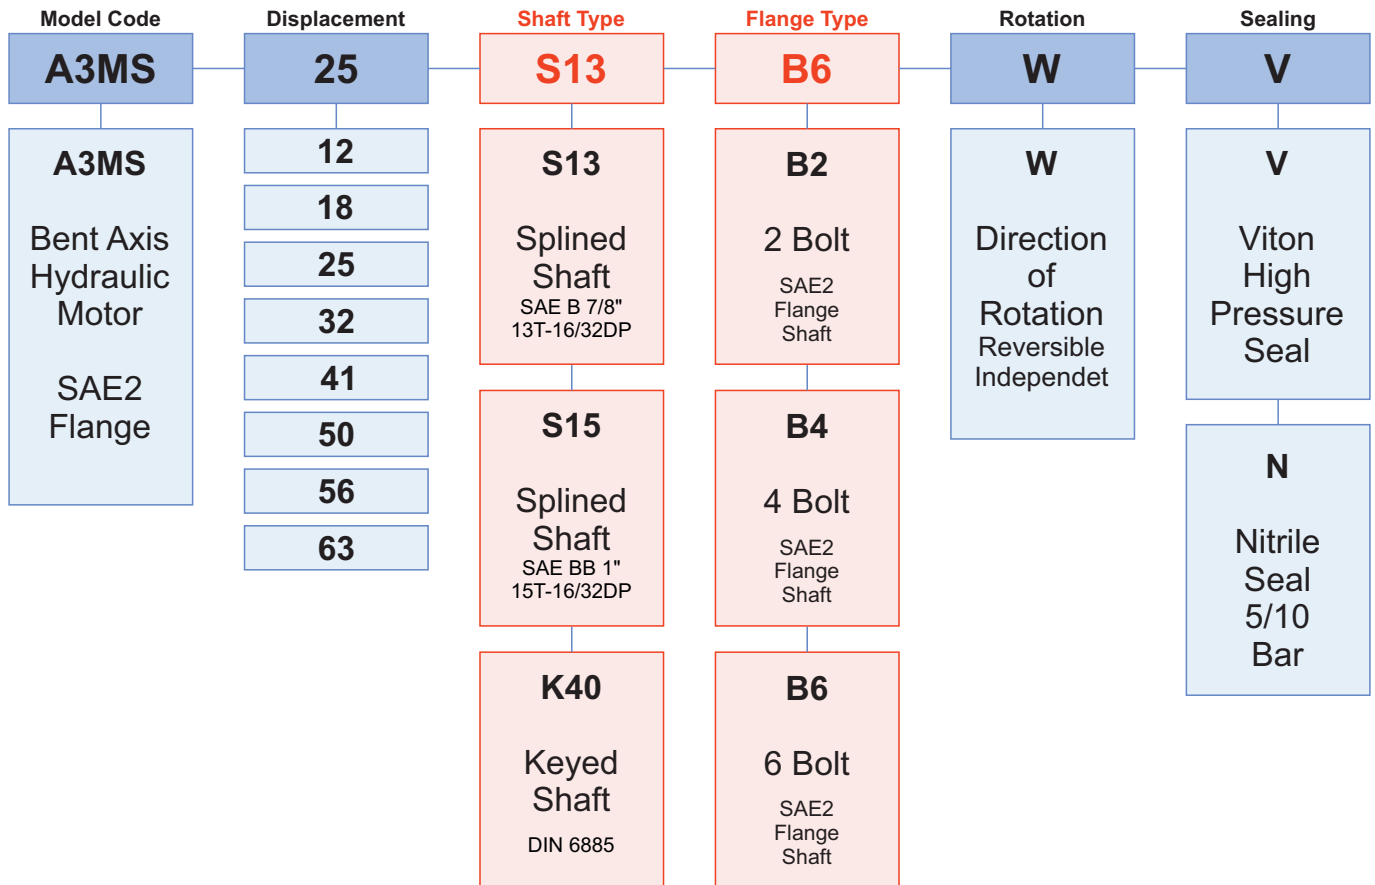 Model Code
Displacement
Shaft Type
Flange Type
Rotation
Sealing
A3MS
25
S13
B6
W
V
A3MS
Bent Axis
Hydraulic
Motor
SAE2
Flange
12
18
25
32
41
50
56
63
S13
Splined
Shaft
SAE B 7/8"
13T-16/32DP
S15
Splined
Shaft
SAE BB 1"
15T-16/32DP
K40
Keyed
Shaft
DIN 6885
B2
2 Bolt
SAE2
Flange
Shaft
B4
4 Bolt
SAE2
Flange
Shaft
B6
6 Bolt
SAE2
Flange
Shaft
W
Direction
of
Rotation
Reversible
Independet
V
Viton
High
Pressure
Seal
N
Nitrile
Seal
5/10
Bar